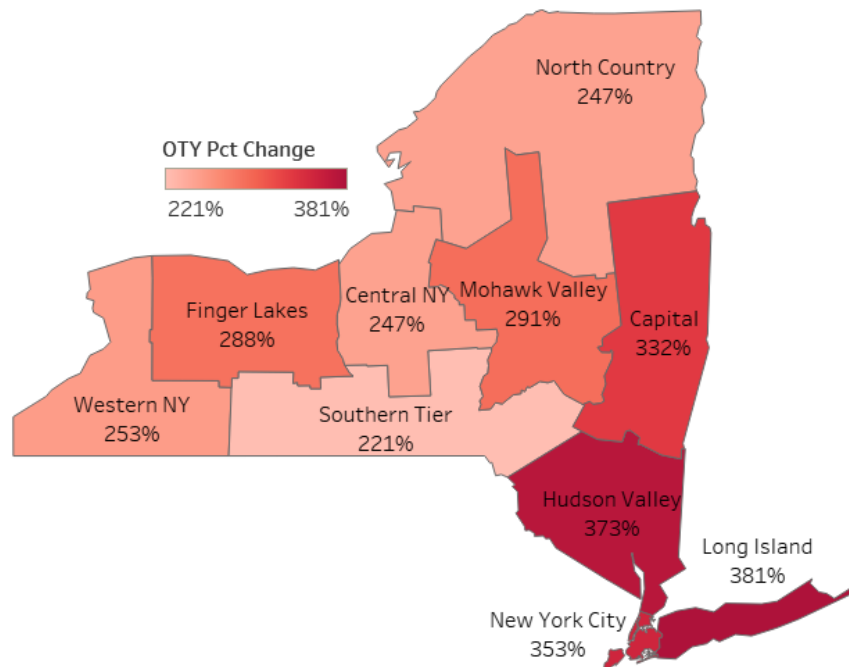 North Country
247%
OTY Pct Change
221%
381%
Finger Lakes
288%
Central NY
247%
Mohawk Valley
291%
Capital
332%
Western NY
253%
Southern Tier
221%
Hudson Valley
373%
Long Island
381%
New York City
353%